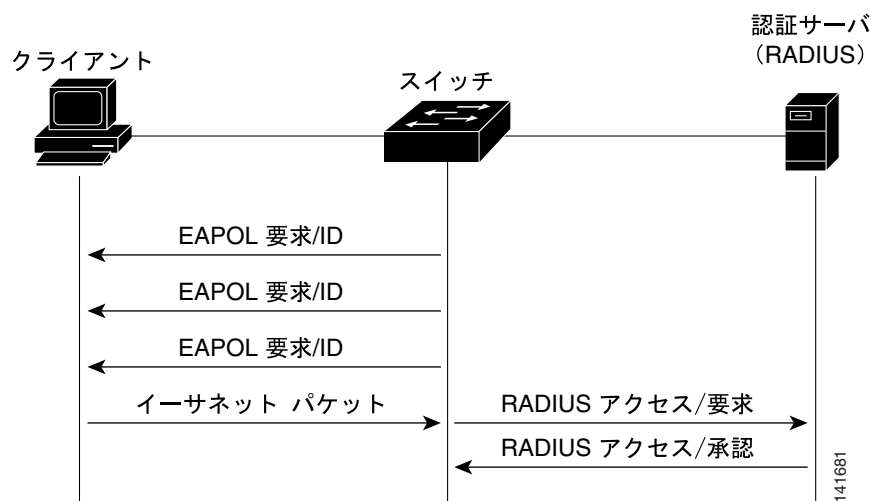 認証サーバ
（RADIUS）
クライアント
スイッチ
EAPOL 要求/ID
EAPOL 要求/ID
EAPOL 要求/ID
イーサネット パケット
RADIUS アクセス/要求
RADIUS アクセス/承認
141681